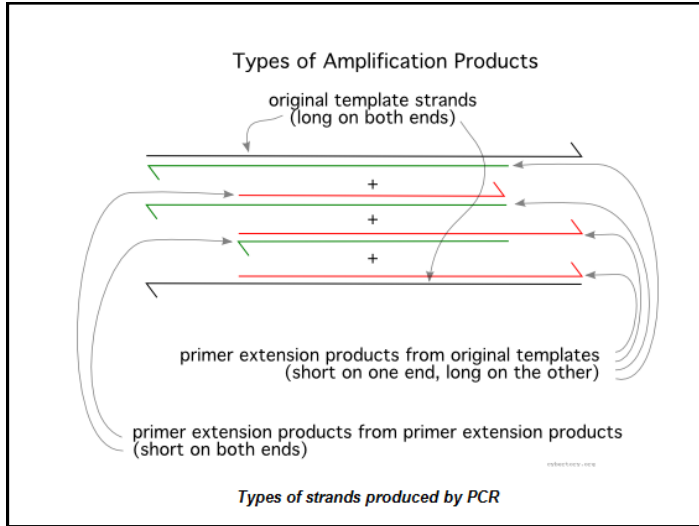 Types of Amplification Products
original template strands
(long on both ends)
+
+
+
primer extension products from original templates
(short on one end, long on the other)
primer extension products from primer extension products
(short on both ends)
Types of strands produced by PCR